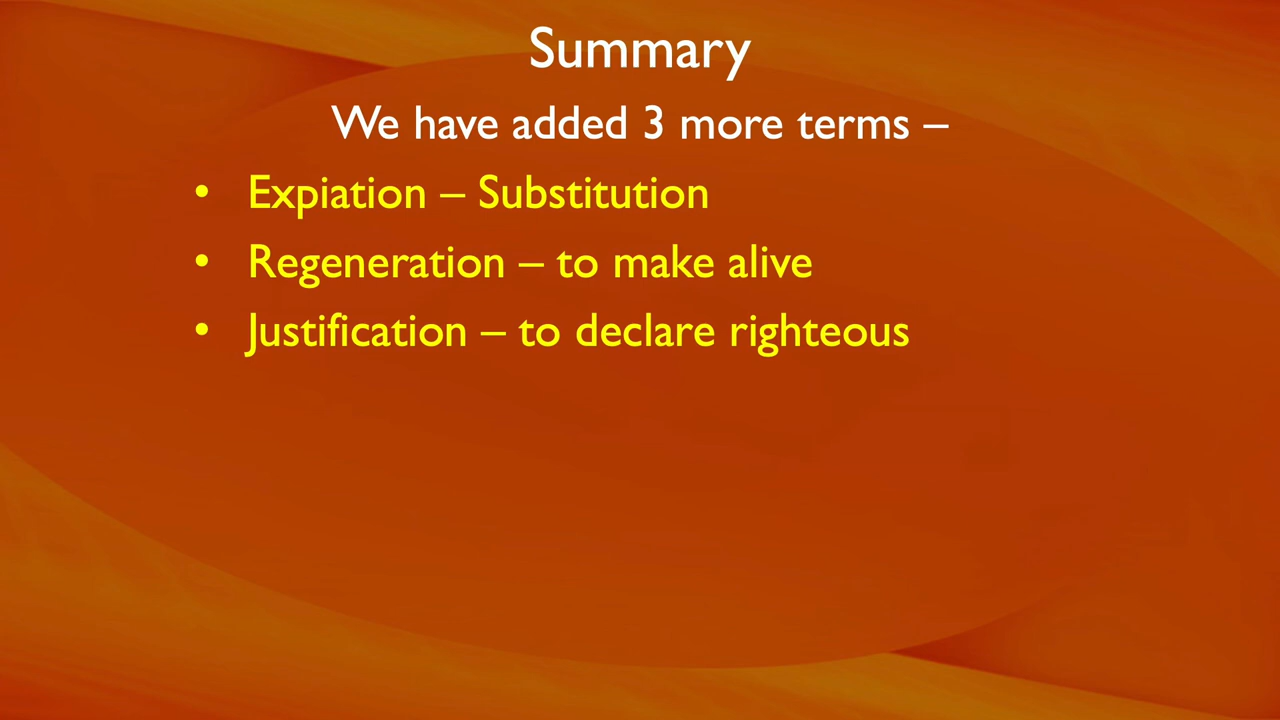 Summary
We have added 3 more terms –
• Expiation – Substitution
• Regeneration – to make alive
• Justification – to declare righteous